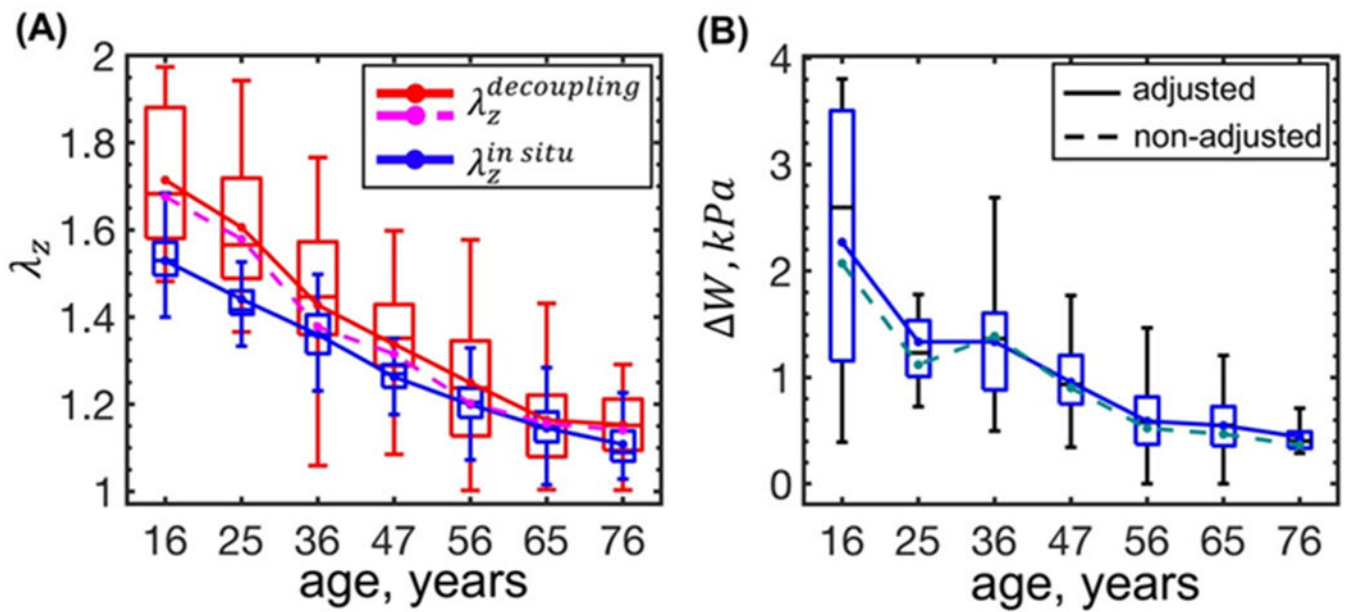 (A)
2
1.8
1.6
1.4
1.2
1
λz
λz^decoupling
λz^in situ
16 25 36 47 56 65 76
age, years
(B)
4
3
2
1
0
ΔW, kPa
adjusted
non-adjusted
16 25 36 47 56 65 76
age, years